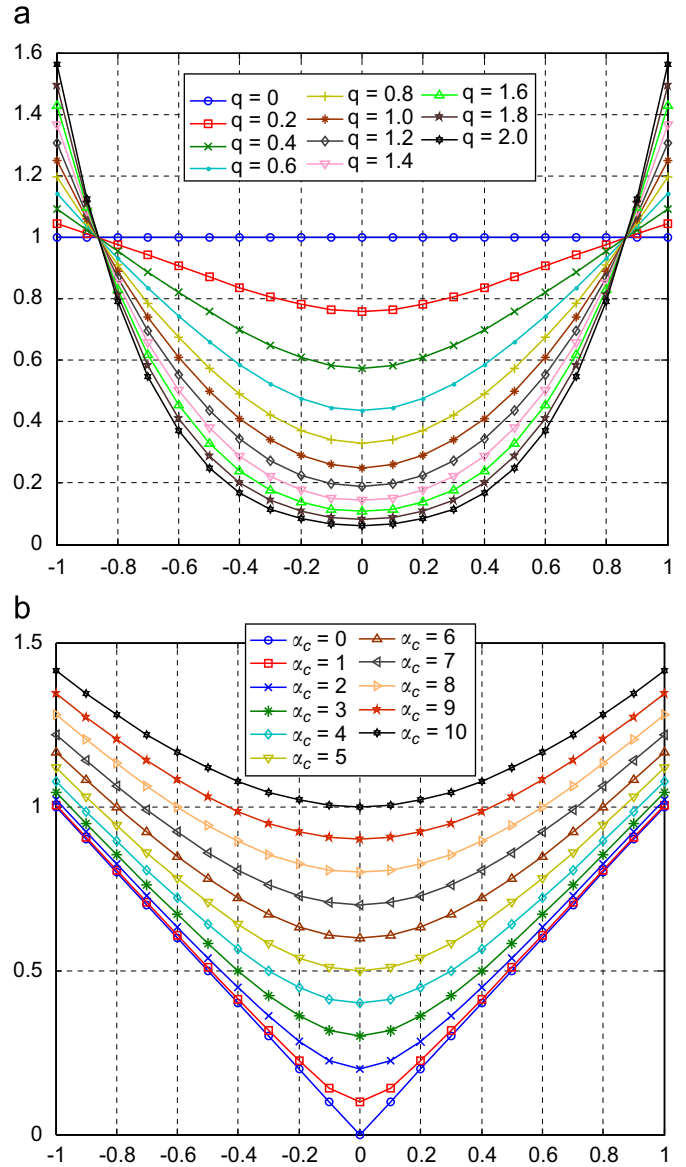 a
1.6
1.4
1.2
1
0.8
0.6
0.4
0.2
0
q = 0
q = 0.2
q = 0.4
q = 0.6
q = 0.8
q = 1.0
q = 1.2
q = 1.4
q = 1.6
q = 1.8
q = 2.0
-1 -0.8 -0.6 -0.4 -0.2 0 0.2 0.4 0.6 0.8 1
b
1.5
1
0.5
0
α_c = 0
α_c = 1
α_c = 2
α_c = 3
α_c = 4
α_c = 5
α_c = 6
α_c = 7
α_c = 8
α_c = 9
α_c = 10
-1 -0.8 -0.6 -0.4 -0.2 0 0.2 0.4 0.6 0.8 1